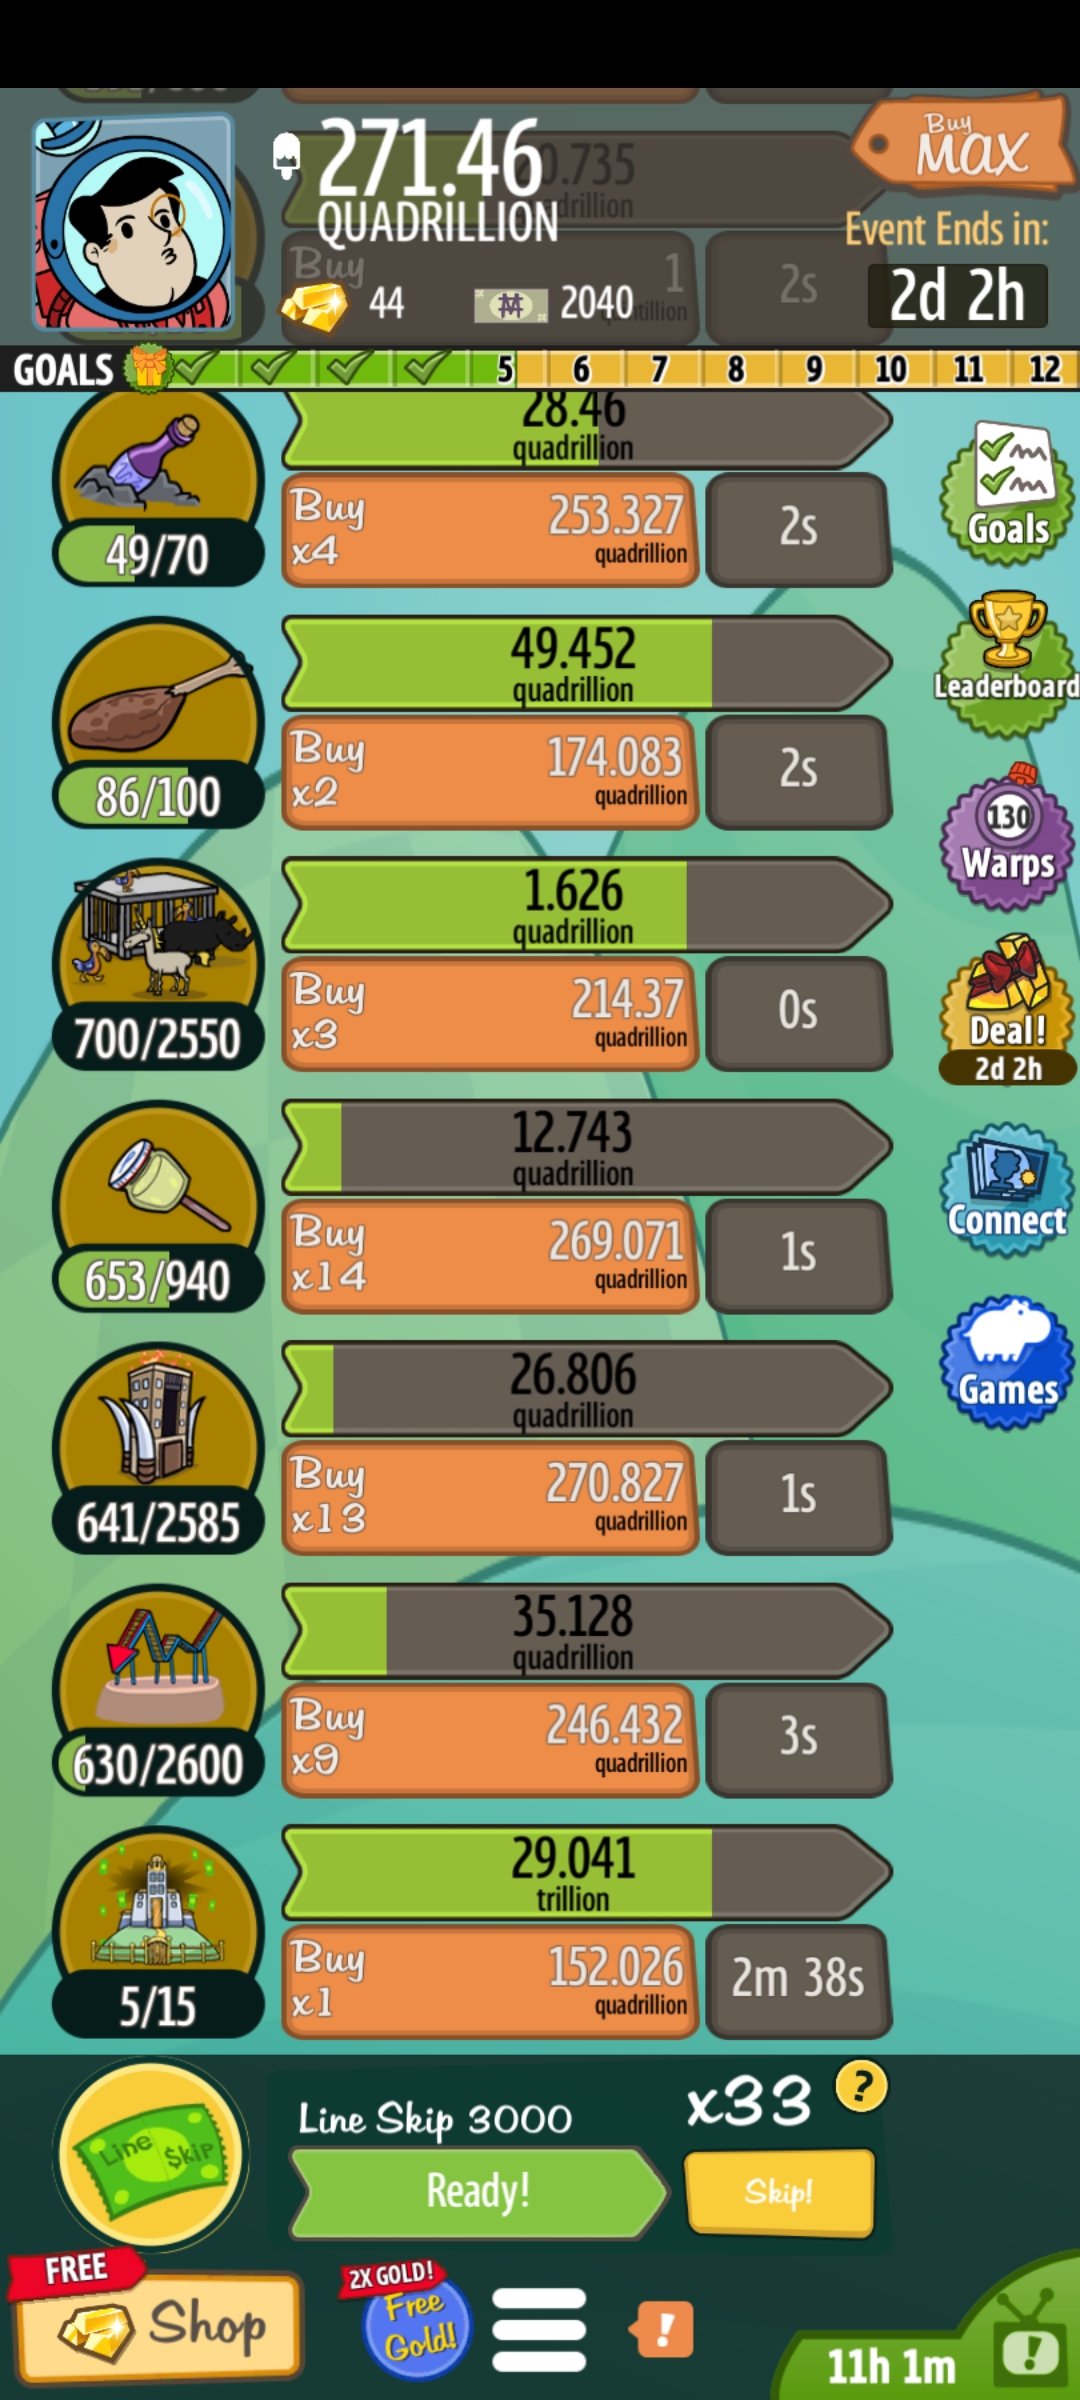 271.46
QUADRILLION
Buy
MAX
Event Ends in:
2d 2h
44
2040
0.735
Buy
1
2s
GOALS 5 6 7 8 9 10 11 12
28.46
quadrillion
49/70
Buy
x4
253.327
quadrillion
2s
Goals
49.452
quadrillion
86/100
Buy
x2
174.083
quadrillion
2s
Leaderboard
130
Warps
1.626
quadrillion
700/2550
Buy
x3
214.37
quadrillion
0s
Deal!
2d 2h
12.743
quadrillion
653/940
Buy
x14
269.071
quadrillion
1s
Connect
26.806
quadrillion
641/2585
Buy
x13
270.827
quadrillion
1s
Games
35.128
quadrillion
630/2600
Buy
x9
246.432
quadrillion
3s
29.041
trillion
5/15
Buy
x1
152.026
quadrillion
2m 38s
Line $kip
Line Skip 3000
x33
?
Ready!
Skip!
FREE
Shop
2X GOLD!
Free
Gold!
!
11h 1m
!